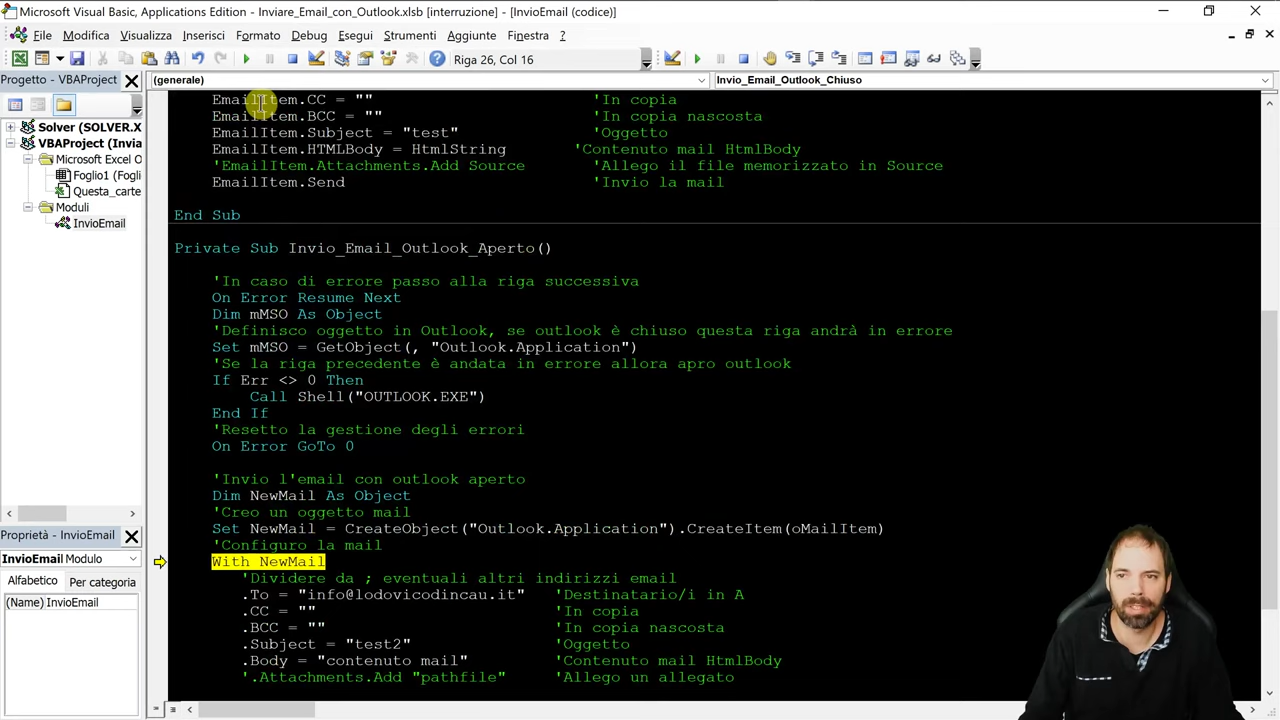 Microsoft Visual Basic, Applications Edition - Inviare_Email_con_Outlook.xlsb [interruzione] - [InvioEmail (codice)]
File Modifica Visualizza Inserisci Formato Debug Esegui Strumenti Aggiunte Finestra ?
Riga 26, Col 16
Progetto - VBAProject
(generale)
Invio_Email_Outlook_Chiuso
Solver (SOLVER.X
VBAProject (Invia
Microsoft Excel O
Foglio1 (Fogli
Questa_carte
Moduli
InvioEmail
EmailItem.CC = "" 'In copia
EmailItem.BCC = "" 'In copia nascosta
EmailItem.Subject = "test" 'Oggetto
EmailItem.HTMLBody = HtmlString 'Contenuto mail HtmlBody
'EmailItem.Attachments.Add Source 'Allego il file memorizzato in Source
EmailItem.Send 'Invio la mail
End Sub
Private Sub Invio_Email_Outlook_Aperto()
'In caso di errore passo alla riga successiva
On Error Resume Next
Dim mMSO As Object
'Definisco oggetto in Outlook, se outlook è chiuso questa riga andrà in errore
Set mMSO = GetObject(, "Outlook.Application")
'Se la riga precedente è andata in errore allora apro outlook
If Err <> 0 Then
Call Shell("OUTLOOK.EXE")
End If
'Resetto la gestione degli errori
On Error GoTo 0
'Invio l'email con outlook aperto
Dim NewMail As Object
'Creo un oggetto mail
Set NewMail = CreateObject("Outlook.Application").CreateItem(oMailItem)
'Configuro la mail
With NewMail
'Dividere da ; eventuali altri indirizzi email
.To = "info@lodovicodincau.it" 'Destinatario/i in A
.CC = "" 'In copia
.BCC = "" 'In copia nascosta
.Subject = "test2" 'Oggetto
.Body = "contenuto mail" 'Contenuto mail HtmlBody
'.Attachments.Add "pathfile" 'Allego un allegato
Proprietà - InvioEmail
InvioEmail Modulo
Alfabetico Per categoria
(Name) InvioEmail